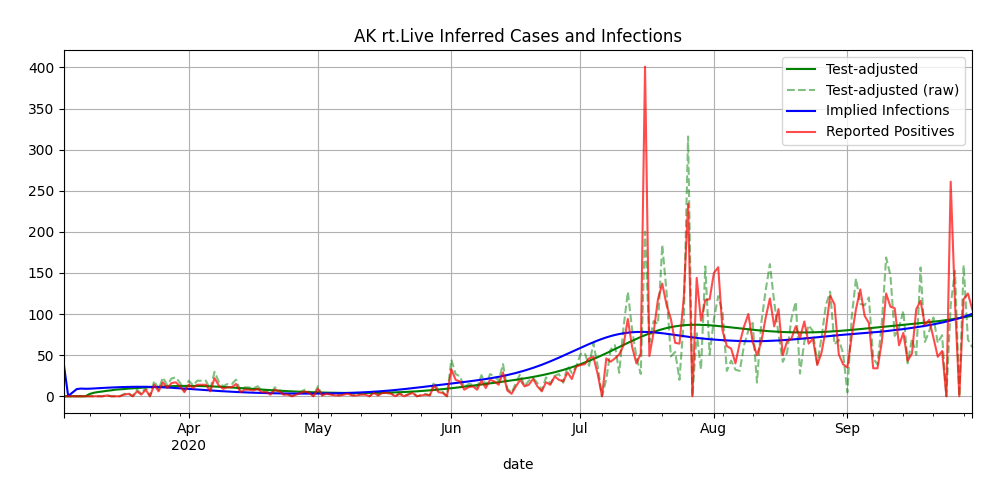 AK rt.Live Inferred Cases and Infections
Test-adjusted
Test-adjusted (raw)
Implied Infections
Reported Positives
400
350
300
250
200
150
100
50
0
Apr
2020
May
Jun
Jul
Aug
Sep
date